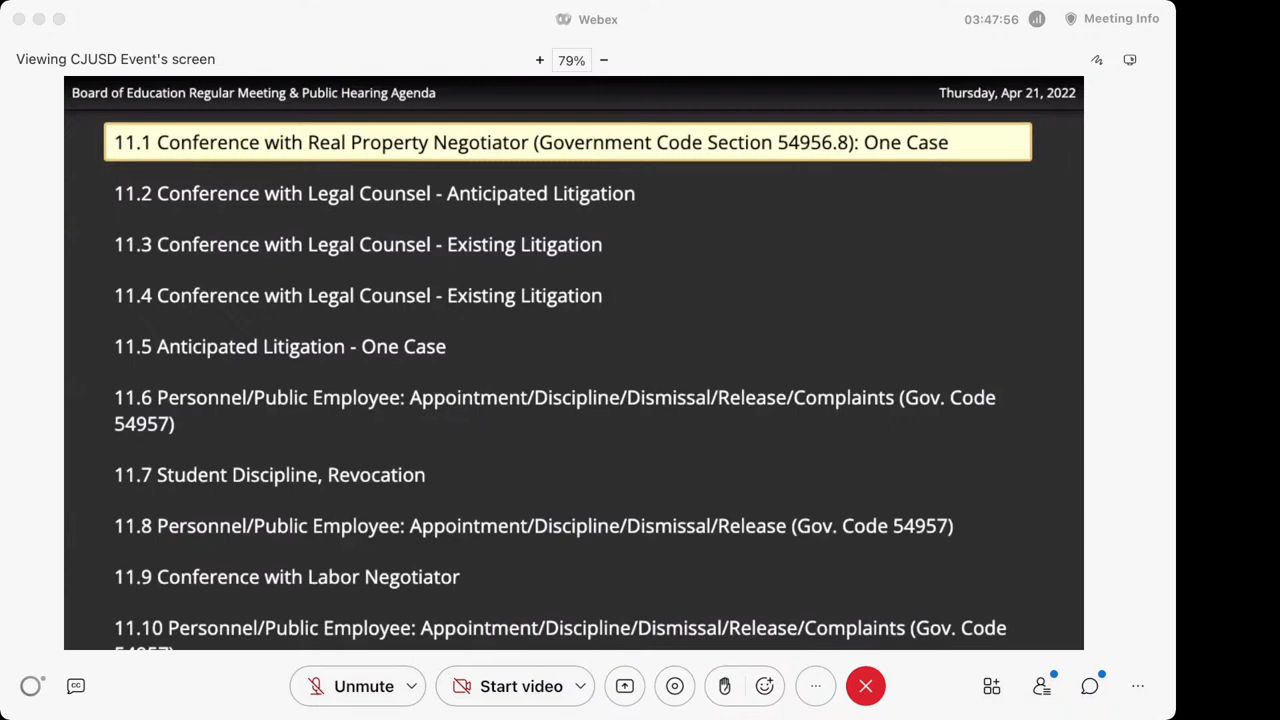 Webex
03:47:56
Meeting Info
Viewing CJUSD Event's screen
+ 79% −
Board of Education Regular Meeting & Public Hearing Agenda
Thursday, Apr 21, 2022
11.1 Conference with Real Property Negotiator (Government Code Section 54956.8): One Case
11.2 Conference with Legal Counsel - Anticipated Litigation
11.3 Conference with Legal Counsel - Existing Litigation
11.4 Conference with Legal Counsel - Existing Litigation
11.5 Anticipated Litigation - One Case
11.6 Personnel/Public Employee: Appointment/Discipline/Dismissal/Release/Complaints (Gov. Code
54957)
11.7 Student Discipline, Revocation
11.8 Personnel/Public Employee: Appointment/Discipline/Dismissal/Release (Gov. Code 54957)
11.9 Conference with Labor Negotiator
11.10 Personnel/Public Employee: Appointment/Discipline/Dismissal/Release/Complaints (Gov. Code
CC
Unmute
Start video